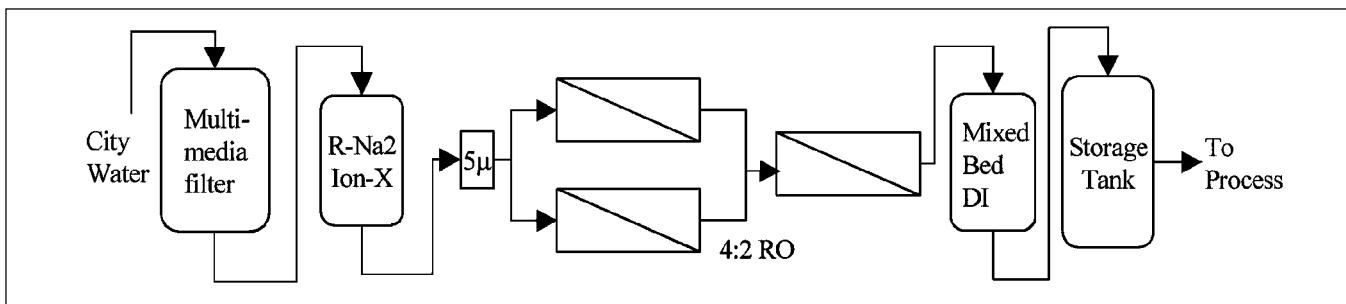 City
Water
Multi-
media
filter
R-Na2
Ion-X
5μ
4:2 RO
Mixed
Bed
DI
Storage
Tank
To
Process